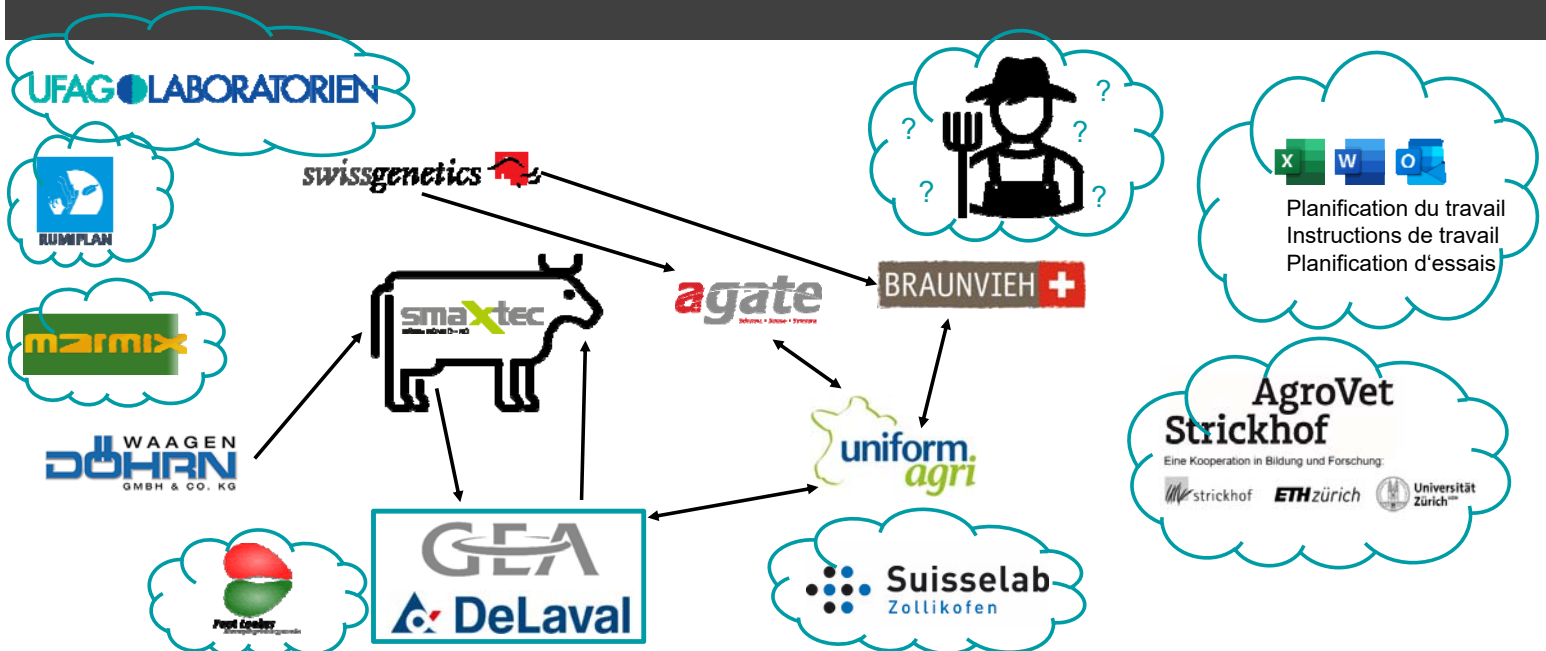 UFAG LABORATORIEN
RUMIPLAN
swissgenetics
?
?
?
?
?
X
W
O
Planification du travail
Instructions de travail
Planification d'essais
smaxtec
agate
BRAUNVIEH
marmix
WAAGEN
DÖHRN
GMBH & CO. KG
uniform.
agri
AgroVet
Strickhof
Eine Kooperation in Bildung und Forschung:
strickhof ETH zürich Universität
Zürich
GEA
DeLaval
Suisselab
Zollikofen